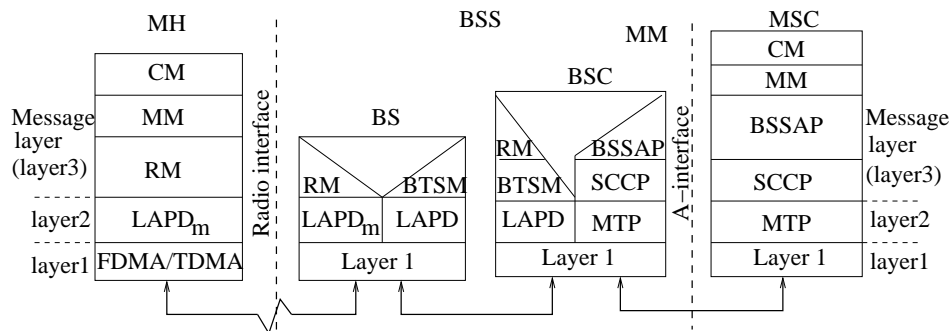 MH
BSS
MM
MSC
CM
MM
RM
LAPDm
FDMA/TDMA
Message
layer
(layer3)
layer2
layer1
Radio interface
BS
RM
BTSM
LAPDm
LAPD
Layer 1
BSC
RM
BSSAP
BTSM
SCCP
LAPD
MTP
Layer 1
A-interface
CM
MM
BSSAP
SCCP
MTP
Layer 1
Message
layer
(layer3)
layer2
layer1